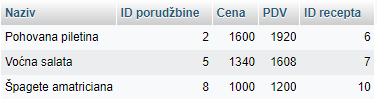 Naziv ID porudžbine Cena PDV ID recepta
Pohovana piletina 2 1600 1920 6
Voćna salata 5 1340 1608 7
Špagete amatriciana 8 1000 1200 10